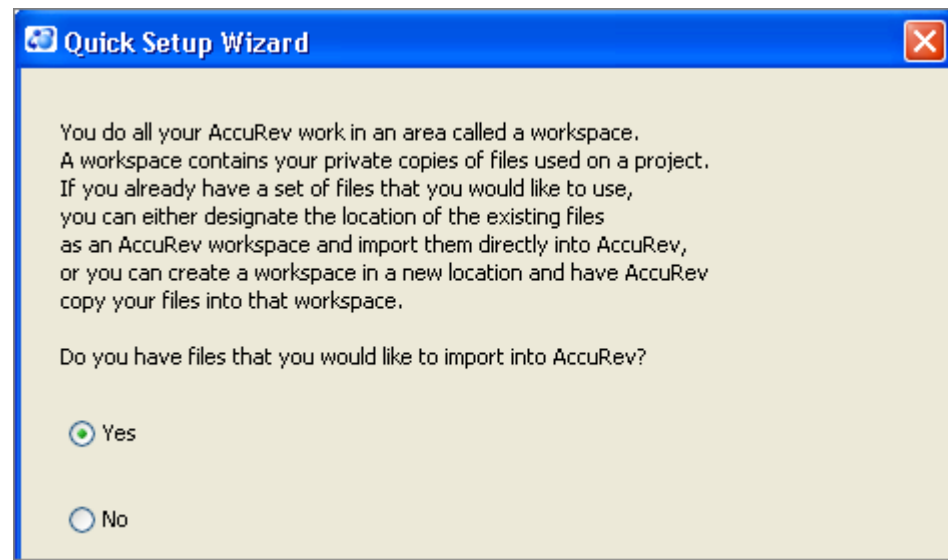 Quick Setup Wizard
You do all your AccuRev work in an area called a workspace.
A workspace contains your private copies of files used on a project.
If you already have a set of files that you would like to use,
you can either designate the location of the existing files
as an AccuRev workspace and import them directly into AccuRev,
or you can create a workspace in a new location and have AccuRev
copy your files into that workspace.
Do you have files that you would like to import into AccuRev?
Yes
No